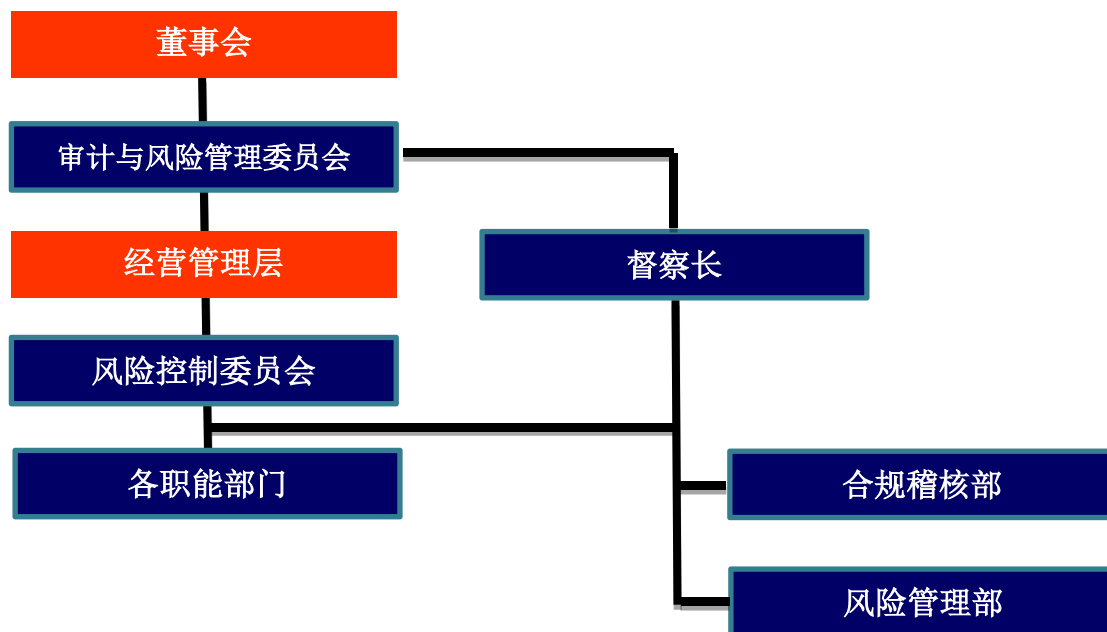 董事会
审计与风险管理委员会
经营管理层
督察长
风险控制委员会
各职能部门
合规稽核部
风险管理部